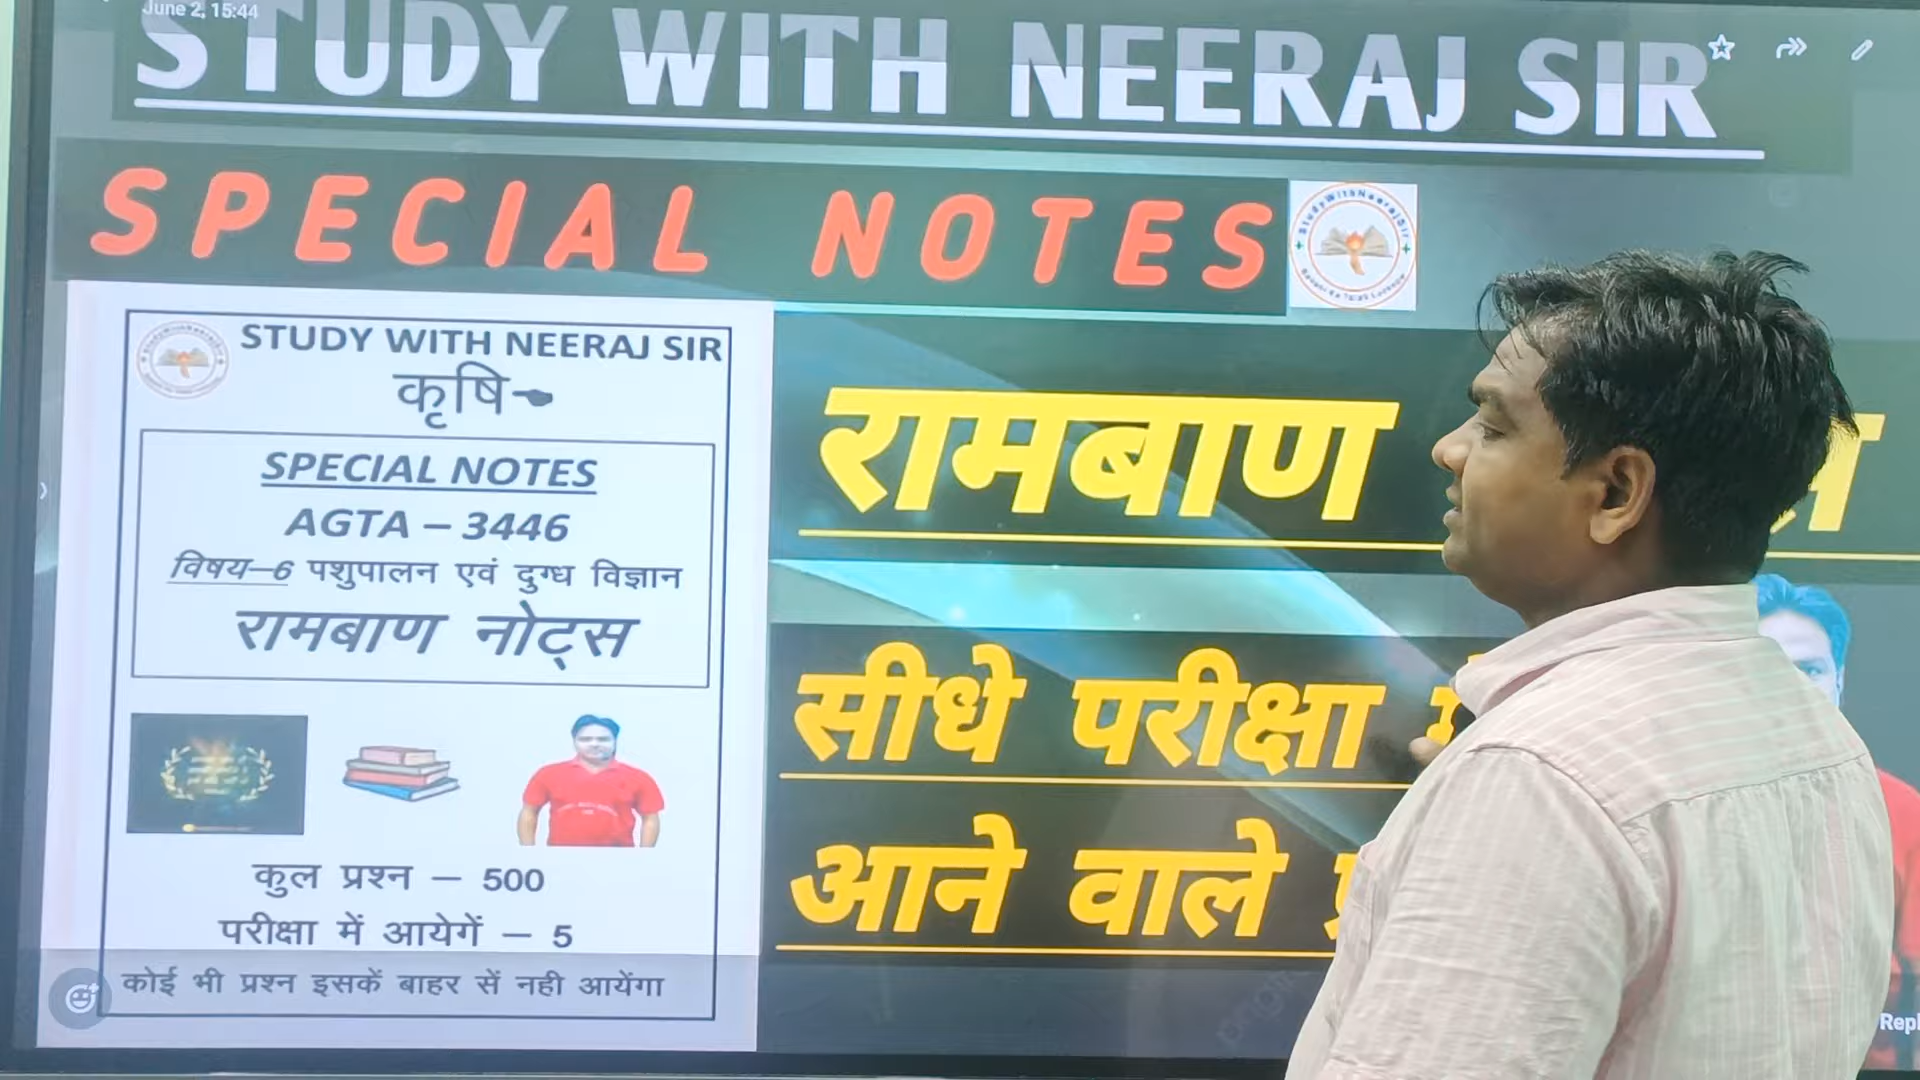 June 2, 15:44
STUDY WITH NEERAJ SIR
SPECIAL NOTES
StudyWithNeerajSir
STUDY WITH NEERAJ SIR
कृषि
SPECIAL NOTES
AGTA – 3446
विषय–6 पशुपालन एवं दुग्ध विज्ञान
रामबाण नोट्स
कुल प्रश्न – 500
परीक्षा में आयेगें – 5
कोई भी प्रश्न इसकें बाहर सें नही आयेंगा
रामबाण
सीधे परीक्षा
आने वाले